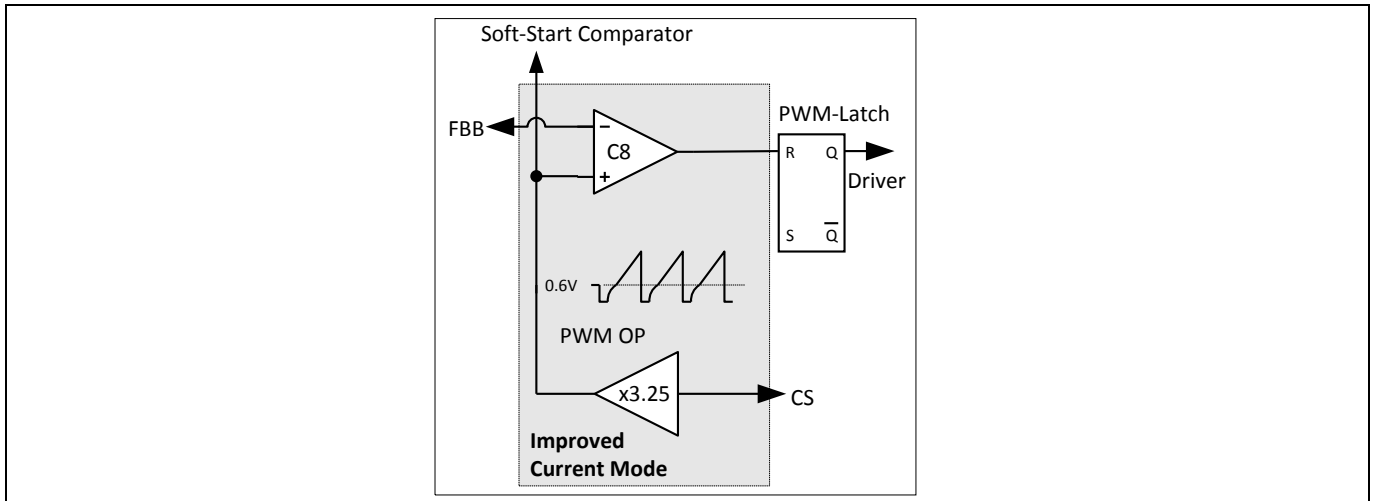 Soft-Start Comparator
FBB
−
C8
+
PWM-Latch
R Q
Driver
S Q̅
0.6V
PWM OP
x3.25
CS
Improved
Current Mode